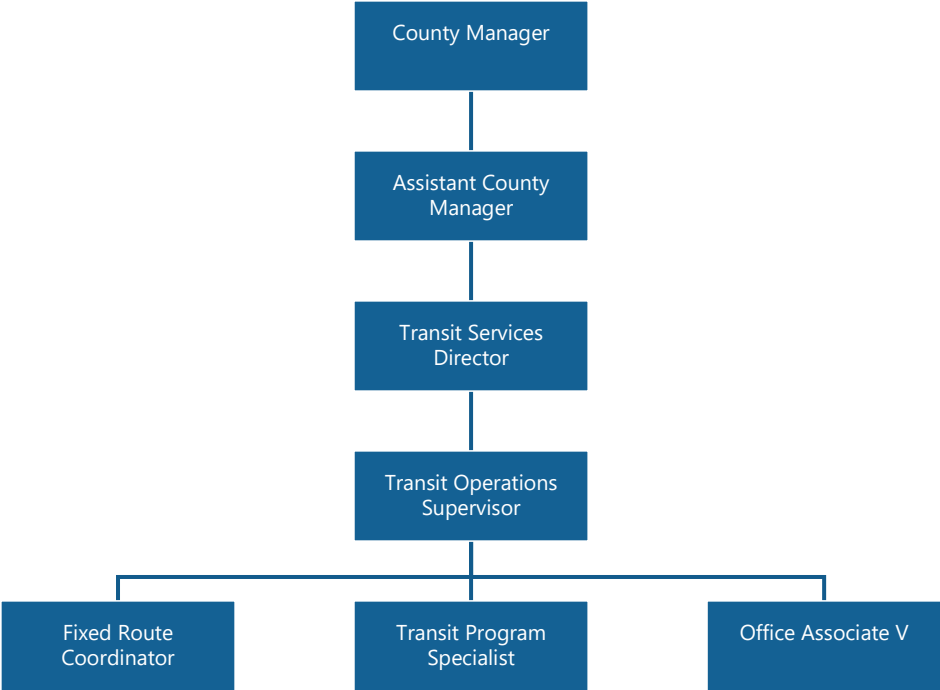 County Manager
Assistant County
Manager
Transit Services
Director
Transit Operations
Supervisor
Fixed Route
Coordinator
Transit Program
Specialist
Office Associate V